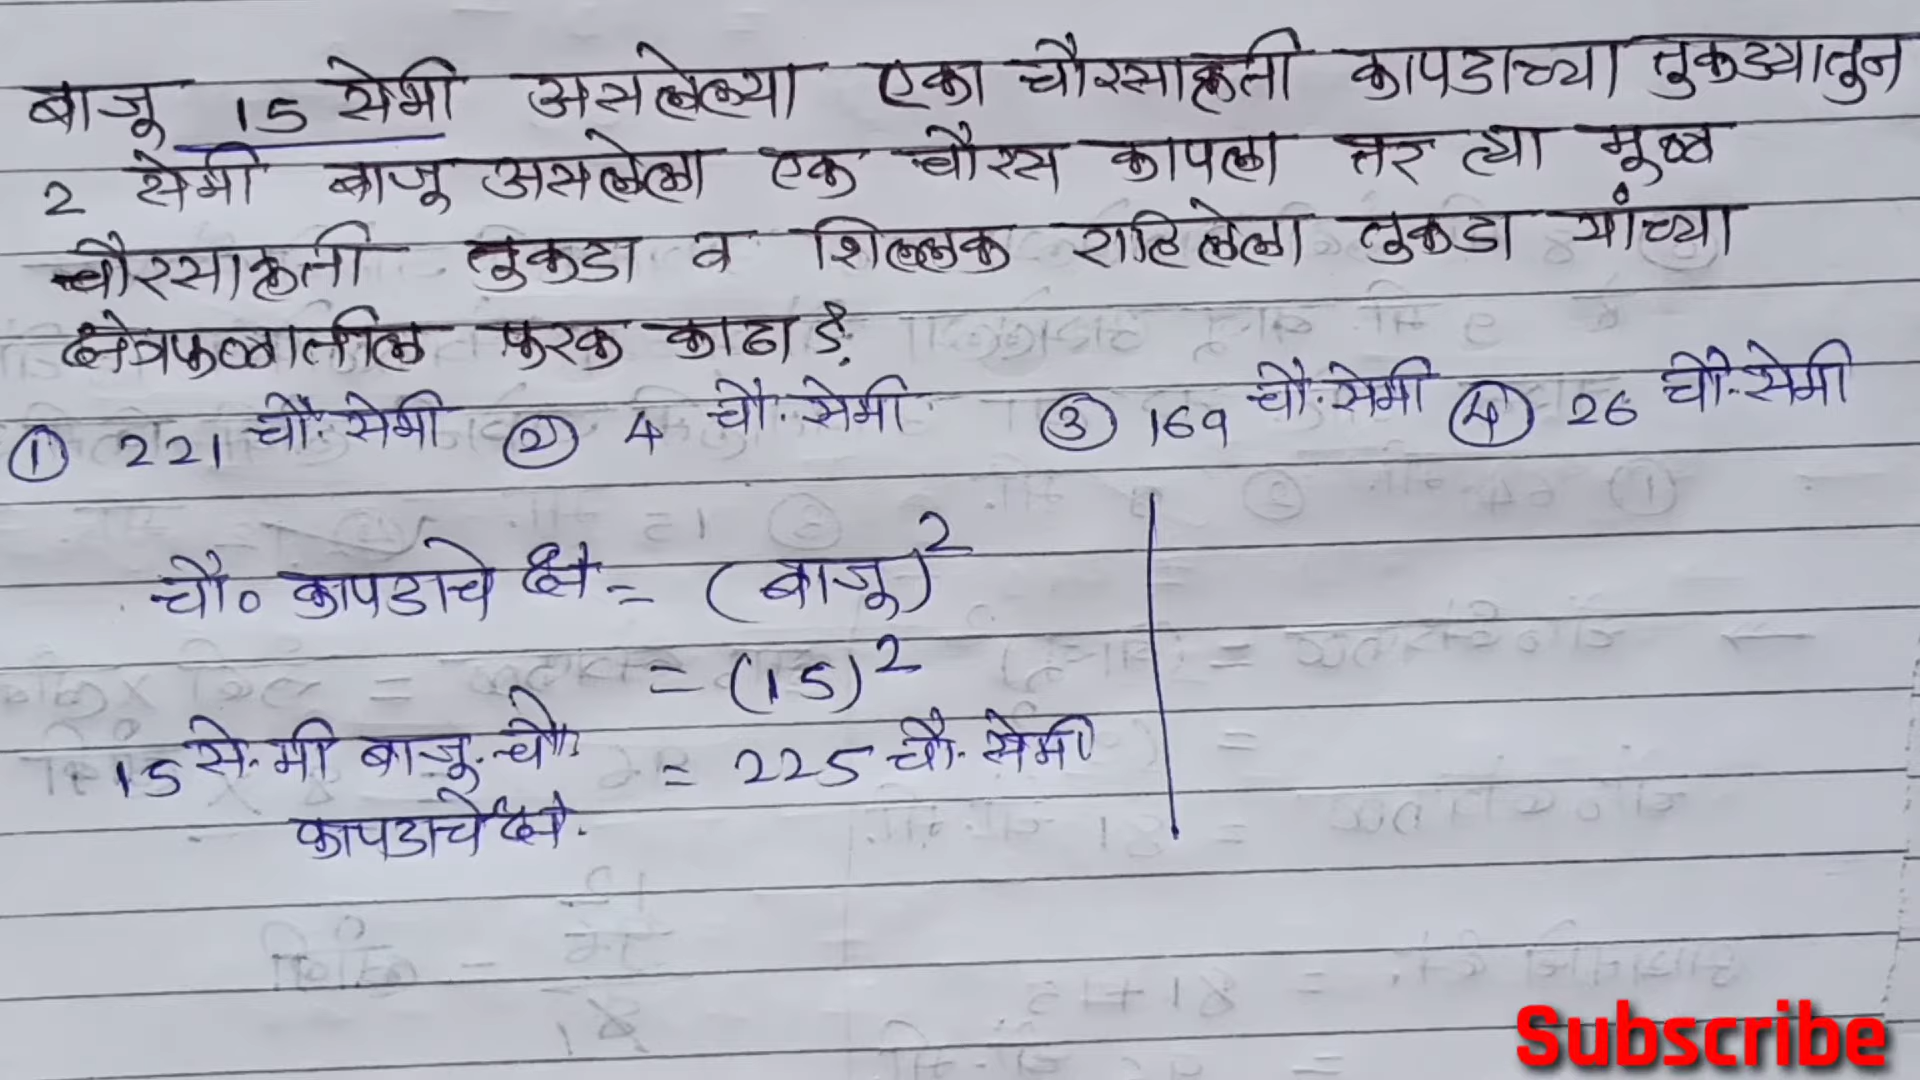 बाजू 15 सेमी असलेल्या एका चौरसाकृती कापडाच्या तुकड्यातुन
2 सेमी बाजू असलेला एक चौरस कापला तर त्या मूळ
चौरसाकृती तुकडा व शिल्लक राहिलेला तुकडा यांच्या
क्षेत्रफळातील फरक काढा ?
① 221 चौ. सेमी ② 4 चौ. सेमी ③ 169 चौ. सेमी ④ 26 चौ. सेमी
चौ० कापडाचे क्षे = (बाजू)²
= (15)²
15 से.मी बाजू. चौ. = 225 चौ. सेमी
कापडाचे क्षे.
Subscribe